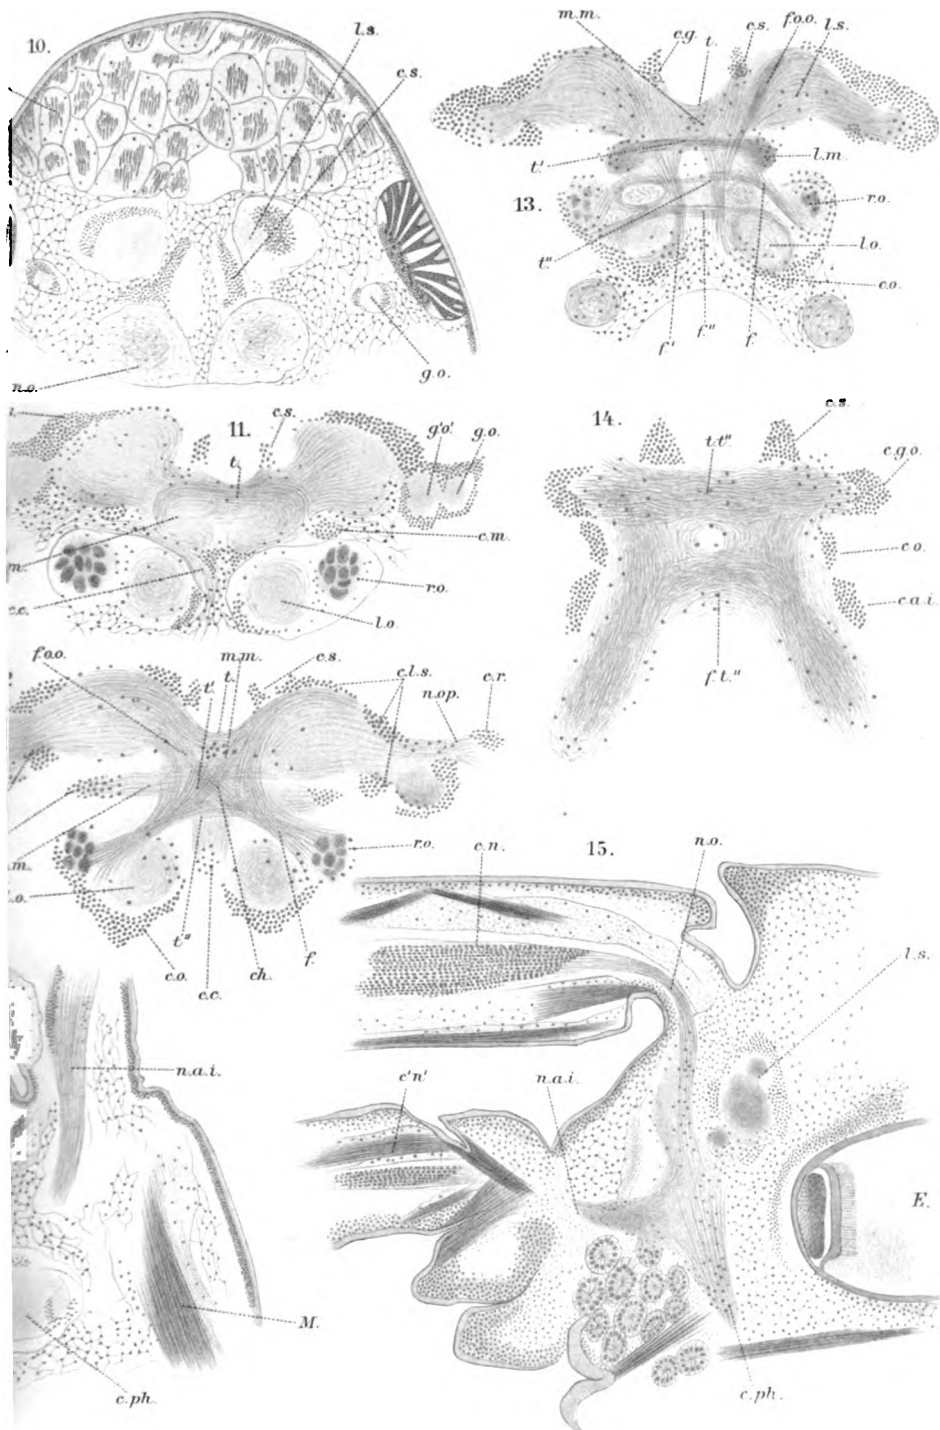 10.
l.s.
c.s.
g.o.
n.o.
m.m.
c.g.
t.
c.s.
f.o.o.
l.s.
t.'
l.m.
13.
r.o.
l.o.
t."
c.o.
f.'
f."
f.
11.
c.s.
t.
g'.o'.
g.o.
c.m.
m.
r.o.
c.c.
l.o.
14.
c.s.
t.t".
c.g.o.
c.o.
c.a.i.
f.t."
f.o.o.
m.m.
t.'
t.
c.s.
c.l.s.
n.op.
c.r.
m.
r.o.
.o.
t."
f.
c.o.
ch.
c.c.
15.
c.n.
n.o.
l.s.
n.a.i.
c'n'
n.a.i.
E.
M.
c.ph.
c.ph.